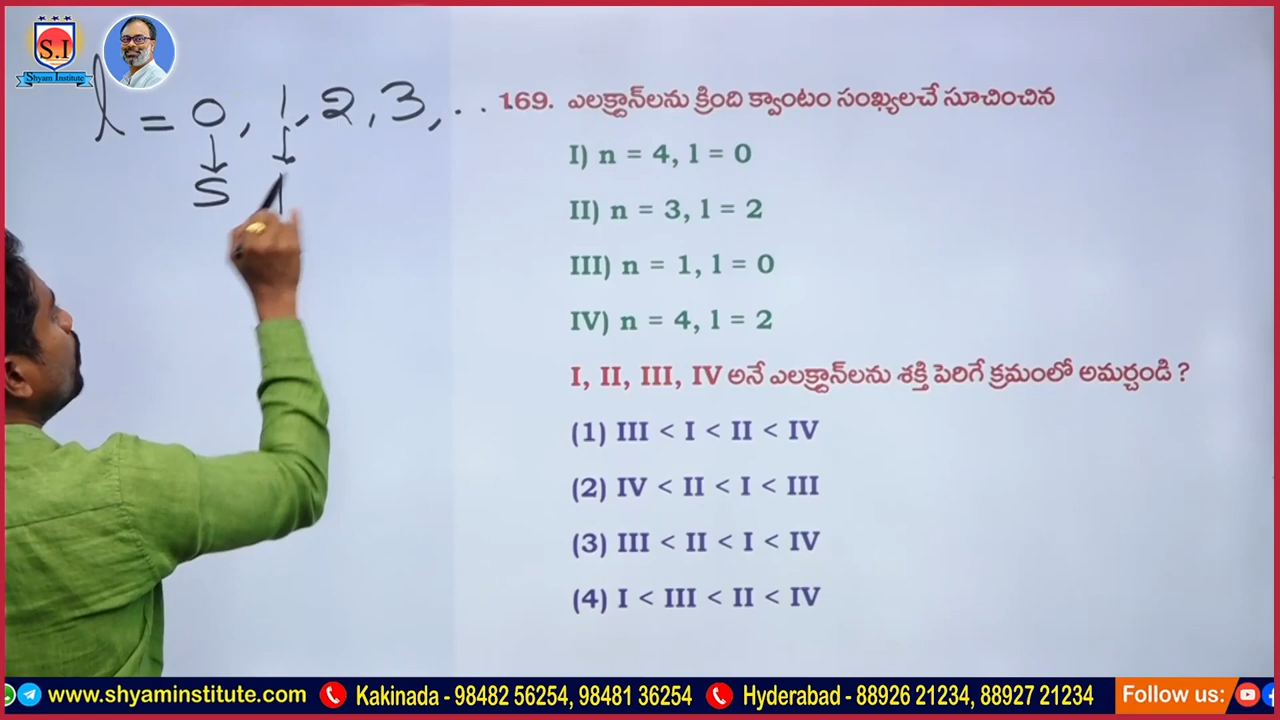 S.I
Shyam Institute
l = 0, 1, 2, 3, ...
S
169. ఎలక్ట్రాన్‌లను క్రింది క్వాంటం సంఖ్యలచే సూచించిన
I) n = 4, l = 0
II) n = 3, l = 2
III) n = 1, l = 0
IV) n = 4, l = 2
I, II, III, IV అనే ఎలక్ట్రాన్‌లను శక్తి పెరిగే క్రమంలో అమర్చండి ?
(1) III < I < II < IV
(2) IV < II < I < III
(3) III < II < I < IV
(4) I < III < II < IV
www.shyaminstitute.com Kakinada - 98482 56254, 98481 36254 Hyderabad - 88926 21234, 88927 21234 Follow us: